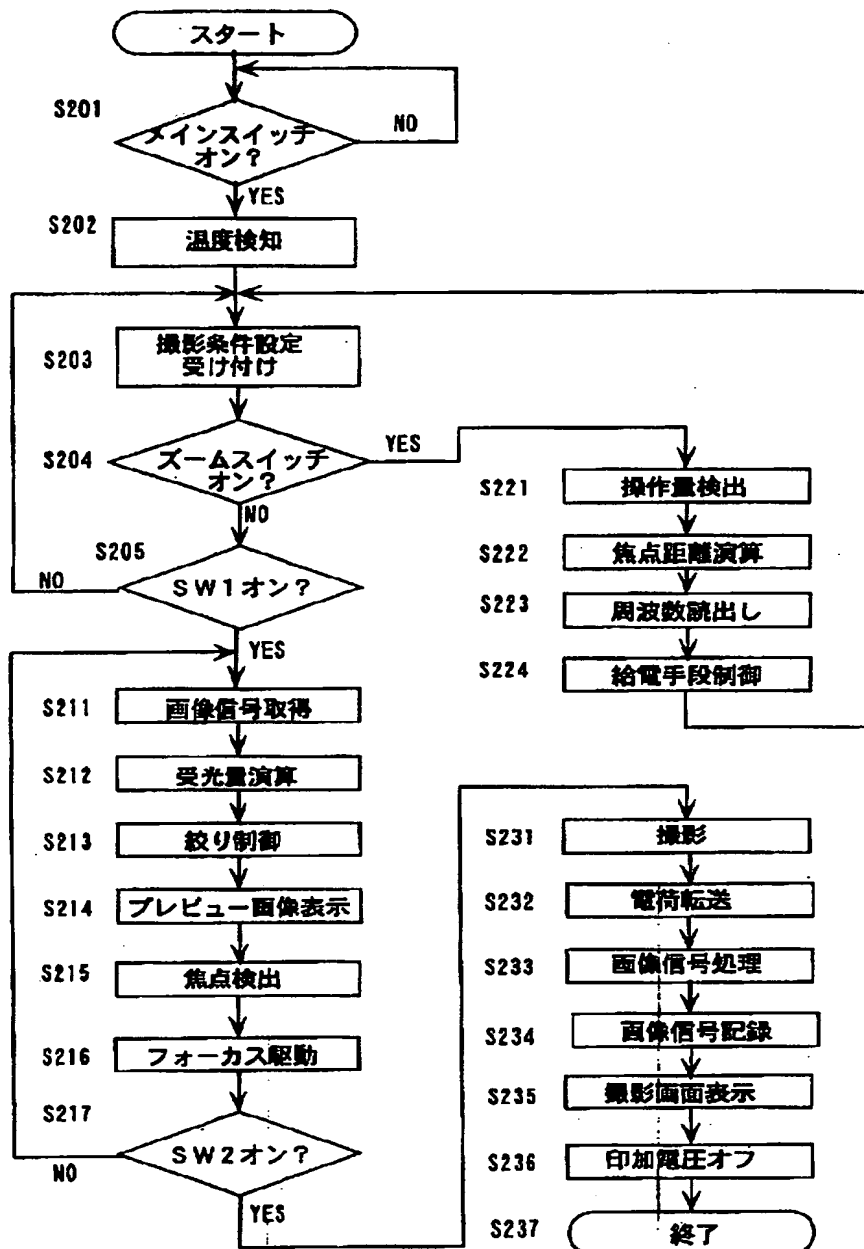 スタート
S201
メインスイッチ
オン?
NO
YES
S202
温度検知
S203
撮影条件設定
受け付け
S204
ズームスイッチ
オン?
YES
NO
S205
SW1オン?
NO
YES
S211
画像信号取得
S212
受光量演算
S213
絞り制御
S214
プレビュー画像表示
S215
焦点検出
S216
フォーカス駆動
S217
SW2オン?
NO
YES
S221
操作量検出
S222
焦点距離演算
S223
周波数読出し
S224
給電手段制御
S231
撮影
S232
電荷転送
S233
画像信号処理
S234
画像信号記録
S235
撮影画面表示
S236
印加電圧オフ
S237
終了